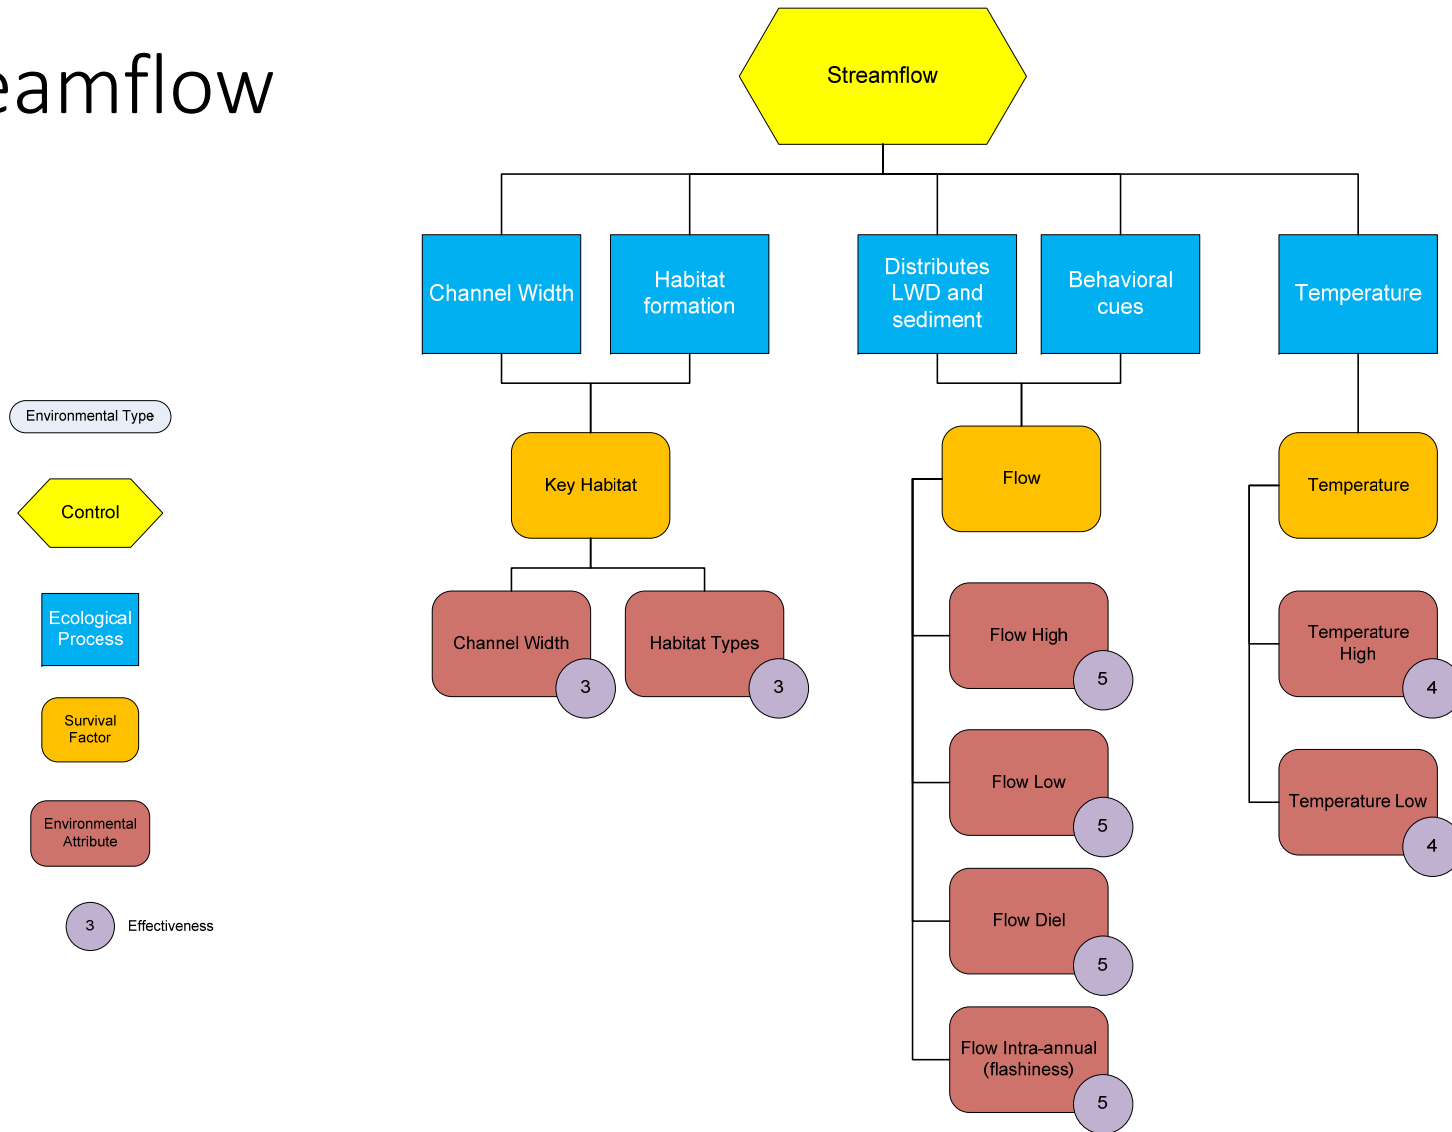 eamflow
Streamflow
Channel Width
Habitat
formation
Distributes
LWD and
sediment
Behavioral
cues
Temperature
Environmental Type
Control
Ecological
Process
Survival
Factor
Environmental
Attribute
3
Effectiveness
Key Habitat
Flow
Temperature
Channel Width
3
Habitat Types
3
Flow High
5
Flow Low
5
Flow Diel
5
Flow Intra-annual
(flashiness)
5
Temperature
High
4
Temperature Low
4